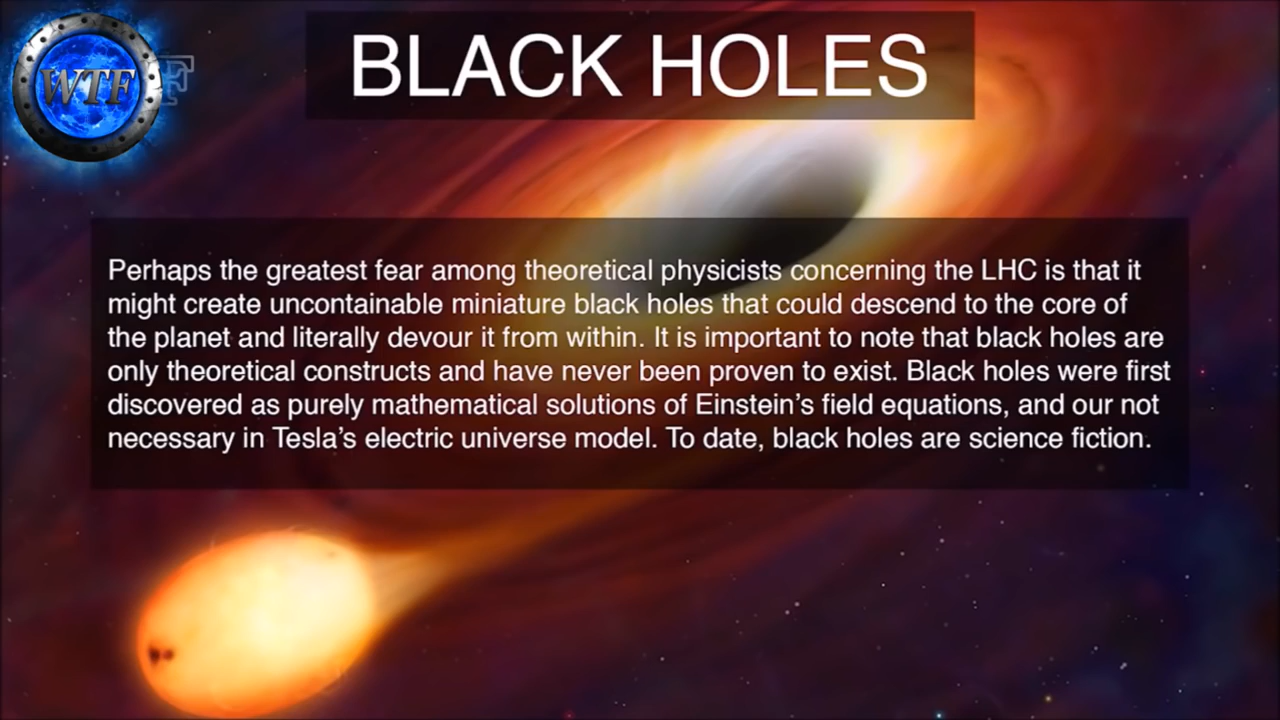 WTF
F
BLACK HOLES
Perhaps the greatest fear among theoretical physicists concerning the LHC is that it
might create uncontainable miniature black holes that could descend to the core of
the planet and literally devour it from within. It is important to note that black holes are
only theoretical constructs and have never been proven to exist. Black holes were first
discovered as purely mathematical solutions of Einstein’s field equations, and our not
necessary in Tesla’s electric universe model. To date, black holes are science fiction.